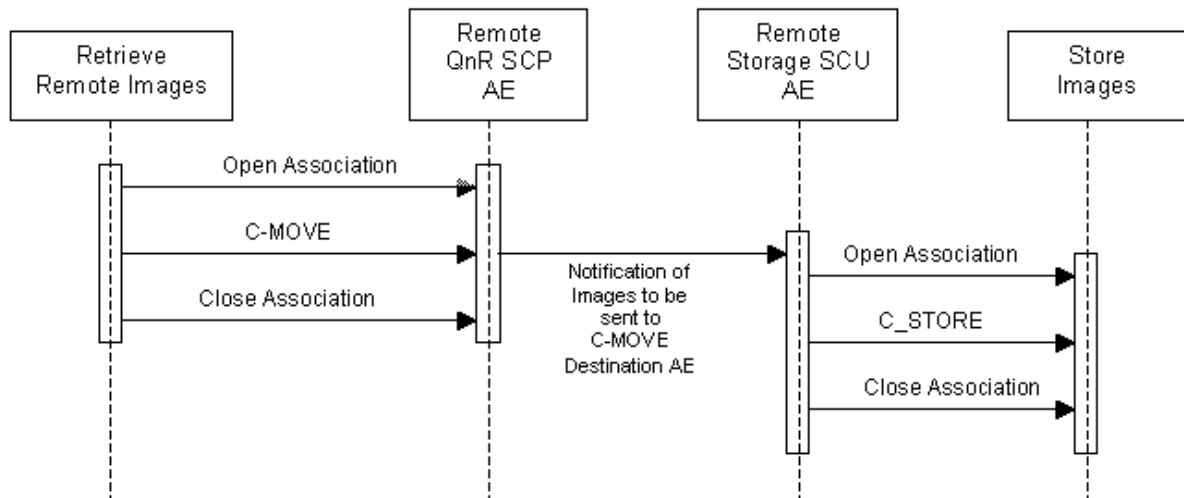 Retrieve
Remote Images
Remote
QnR SCP
AE
Remote
Storage SCU
AE
Store
Images
Open Association
C-MOVE
Close Association
Notification of
Images to be
sent to
C-MOVE
Destination AE
Open Association
C_STORE
Close Association